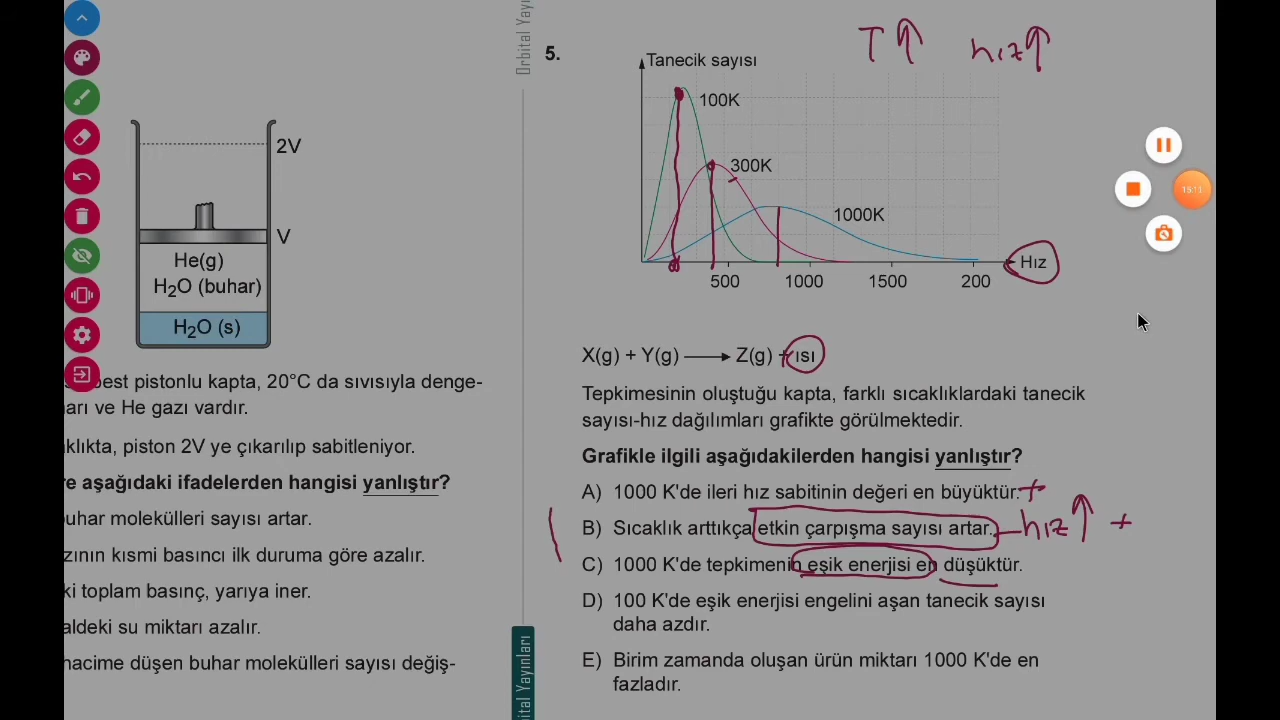 Orbital Yayı
2V
V
He(g)
H₂O (buhar)
H₂O (s)
best pistonlu kapta, 20°C da sıvısıyla denge-
arı ve He gazı vardır.
klıkta, piston 2V ye çıkarılıp sabitleniyor.
re aşağıdaki ifadelerden hangisi yanlıştır?
buhar molekülleri sayısı artar.
zının kısmi basıncı ilk duruma göre azalır.
ki toplam basınç, yarıya iner.
aldeki su miktarı azalır.
hacime düşen buhar molekülleri sayısı değiş-
bital Yayınları
5.
T↑ hız↑
Tanecik sayısı
100K
300K
1000K
Hız
500 1000 1500 200
X(g) + Y(g) ⟶ Z(g) + ısı
Tepkimesinin oluştuğu kapta, farklı sıcaklıklardaki tanecik
sayısı-hız dağılımları grafikte görülmektedir.
Grafikle ilgili aşağıdakilerden hangisi yanlıştır?
A) 1000 K'de ileri hız sabitinin değeri en büyüktür. +
B) Sıcaklık arttıkça etkin çarpışma sayısı artar. — hız↑ +
C) 1000 K'de tepkimenin eşik enerjisi en düşüktür.
D) 100 K'de eşik enerjisi engelini aşan tanecik sayısı
daha azdır.
E) Birim zamanda oluşan ürün miktarı 1000 K'de en
fazladır.